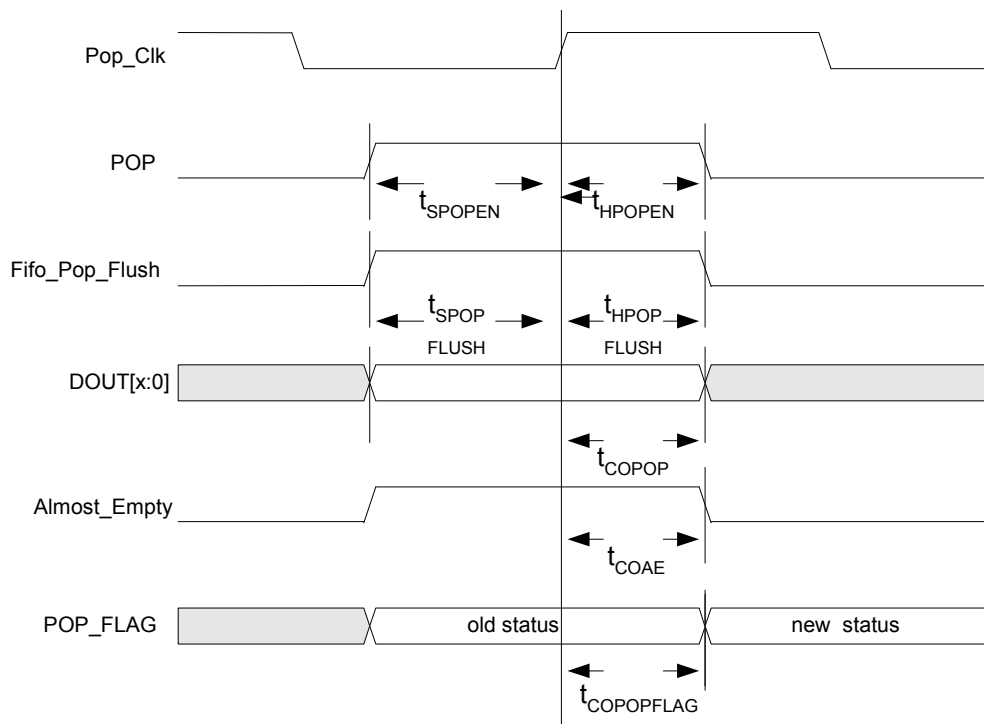 Pop_Clk
POP
tSPOPEN
tHPOPEN
Fifo_Pop_Flush
tSPOP FLUSH
tHPOP FLUSH
DOUT[x:0]
tCOPOP
Almost_Empty
tCOAE
POP_FLAG
old status
new status
tCOPOPFLAG